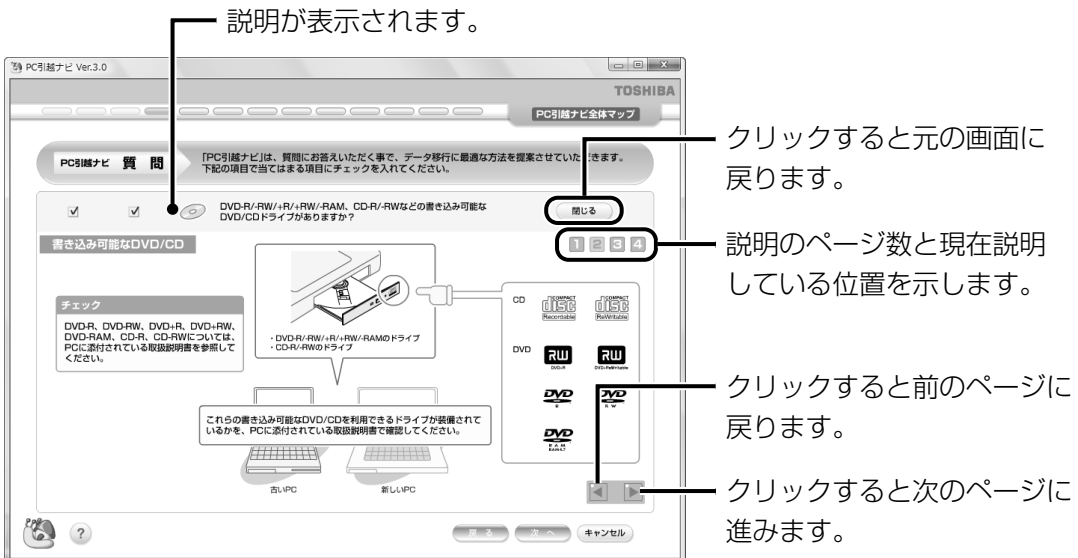 説明が表示されます。
PC引越ナビ Ver.3.0
TOSHIBA
PC引越ナビ全体マップ
PC引越ナビ 質 問
「PC引越ナビ」は、質問にお答えいただく事で、データ移行に最適な方法を提案させていただきます。
下記の項目で当てはまる項目にチェックを入れてください。
クリックすると元の画面に
戻ります。
DVD-R/-RW/+R/+RW/-RAM、CD-R/-RWなどの書き込み可能な
DVD/CDドライブがありますか?
閉じる
書き込み可能なDVD/CD
1 2 3 4
説明のページ数と現在説明
している位置を示します。
チェック
DVD-R、DVD-RW、DVD+R、DVD+RW、
DVD-RAM、CD-R、CD-RWについては、
PCに添付されている取扱説明書を参照して
ください。
・DVD-R/-RW/+R/+RW/-RAMのドライブ
・CD-R/-RWのドライブ
CD
COMPACT
disc
Recordable
COMPACT
disc
ReWritable
DVD
RW
DVD+R
RW
DVD+ReWritable
DVD
R
DVD
R W
DVD
R A M
RAM4.7
これらの書き込み可能なDVD/CDを利用できるドライブが装備されて
いるかを、PCに添付されている取扱説明書で確認してください。
古いPC
新しいPC
クリックすると前のページに
戻ります。
クリックすると次のページに
進みます。
?
戻 る
次 へ
キャンセル